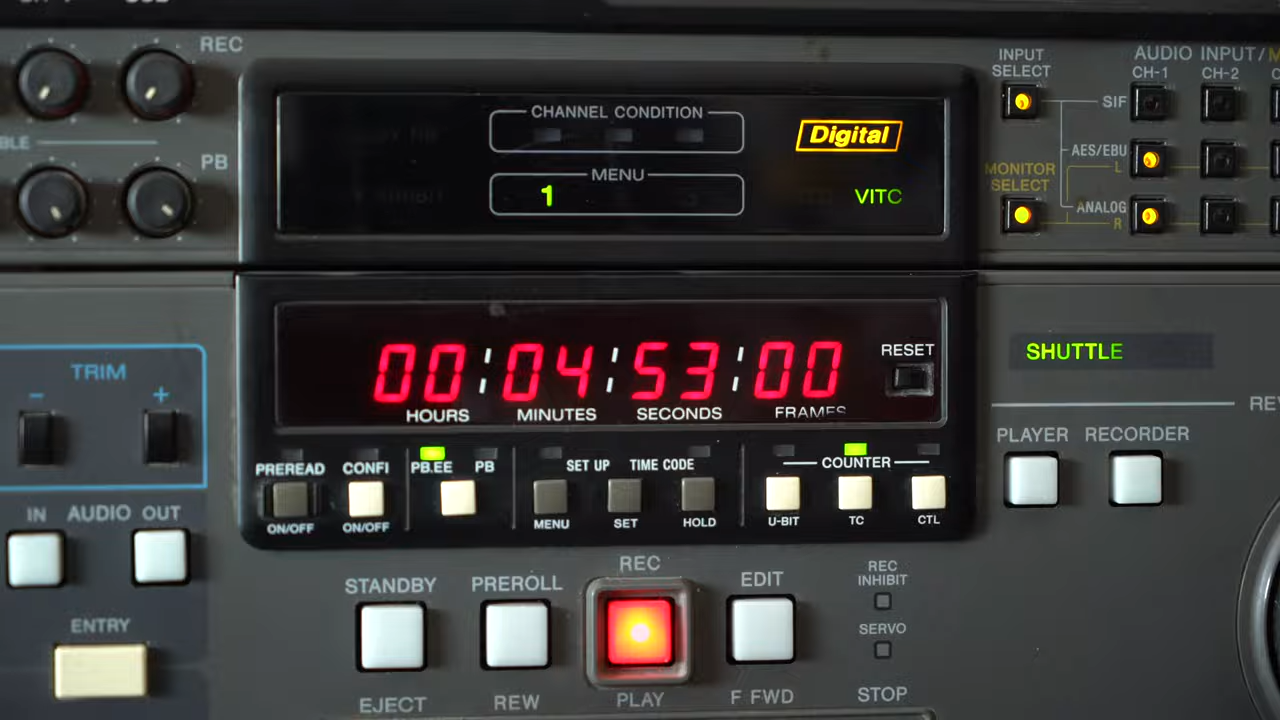 REC
PB
CHANNEL CONDITION
Digital
MENU
1
VITC
INPUT
SELECT
MONITOR
SELECT
AUDIO INPUT/
CH-1
CH-2
SIF
AES/EBU
L
ANALOG
R
00:04:53:00
HOURS
MINUTES
SECONDS
FRAMES
RESET
SHUTTLE
PLAYER
RECORDER
TRIM
- +
IN AUDIO OUT
ENTRY
PREREAD
ON/OFF
CONFI
ON/OFF
PB.EE
PB
SET UP
TIME CODE
MENU
SET
HOLD
COUNTER
U-BIT
TC
CTL
STANDBY
PREROLL
REC
EDIT
REC
INHIBIT
SERVO
EJECT
REW
PLAY
F FWD
STOP